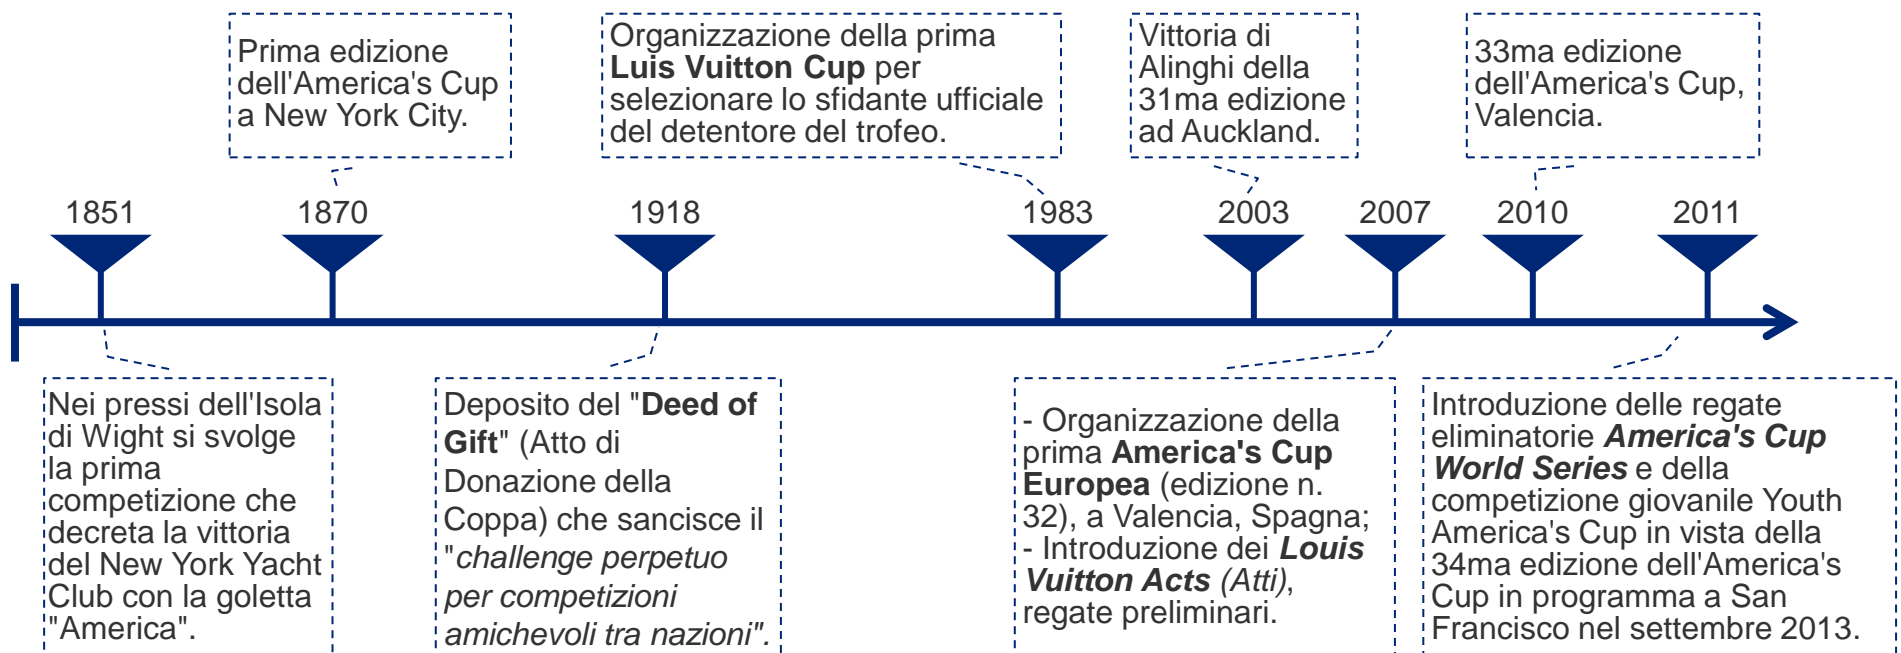 Prima edizione
dell'America's Cup
a New York City.
Organizzazione della prima
Luis Vuitton Cup per
selezionare lo sfidante ufficiale
del detentore del trofeo.
Vittoria di
Alinghi della
31ma edizione
ad Auckland.
33ma edizione
dell'America's Cup,
Valencia.
1851
1870
1918
1983
2003
2007
2010
2011
Nei pressi dell'Isola
di Wight si svolge
la prima
competizione che
decreta la vittoria
del New York Yacht
Club con la goletta
"America".
Deposito del "Deed of
Gift" (Atto di
Donazione della
Coppa) che sancisce il
"challenge perpetuo
per competizioni
amichevoli tra nazioni".
- Organizzazione della
prima America's Cup
Europea (edizione n.
32), a Valencia, Spagna;
- Introduzione dei Louis
Vuitton Acts (Atti),
regate preliminari.
Introduzione delle regate
eliminatorie America's Cup
World Series e della
competizione giovanile Youth
America's Cup in vista della
34ma edizione dell'America's
Cup in programma a San
Francisco nel settembre 2013.